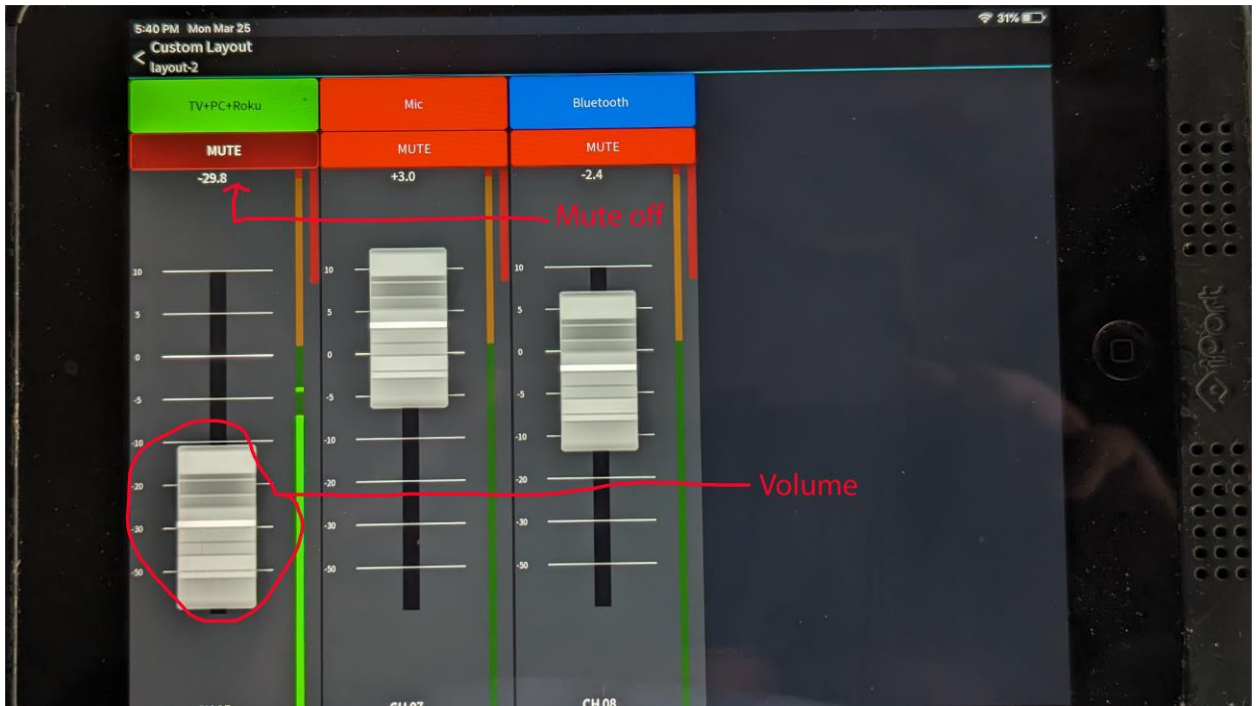 5:40 PM Mon Mar 25
31%
< Custom Layout
layout-2
TV+PC+Roku
Mic
Bluetooth
MUTE
MUTE
MUTE
-29.8
+3.0
-2.4
Mute off
10
5
0
-5
-10
-20
-30
-50
10
5
0
-5
-10
-20
-30
-50
10
5
0
-5
-10
-20
-30
-50
Volume
CH 07
CH 08
iPort